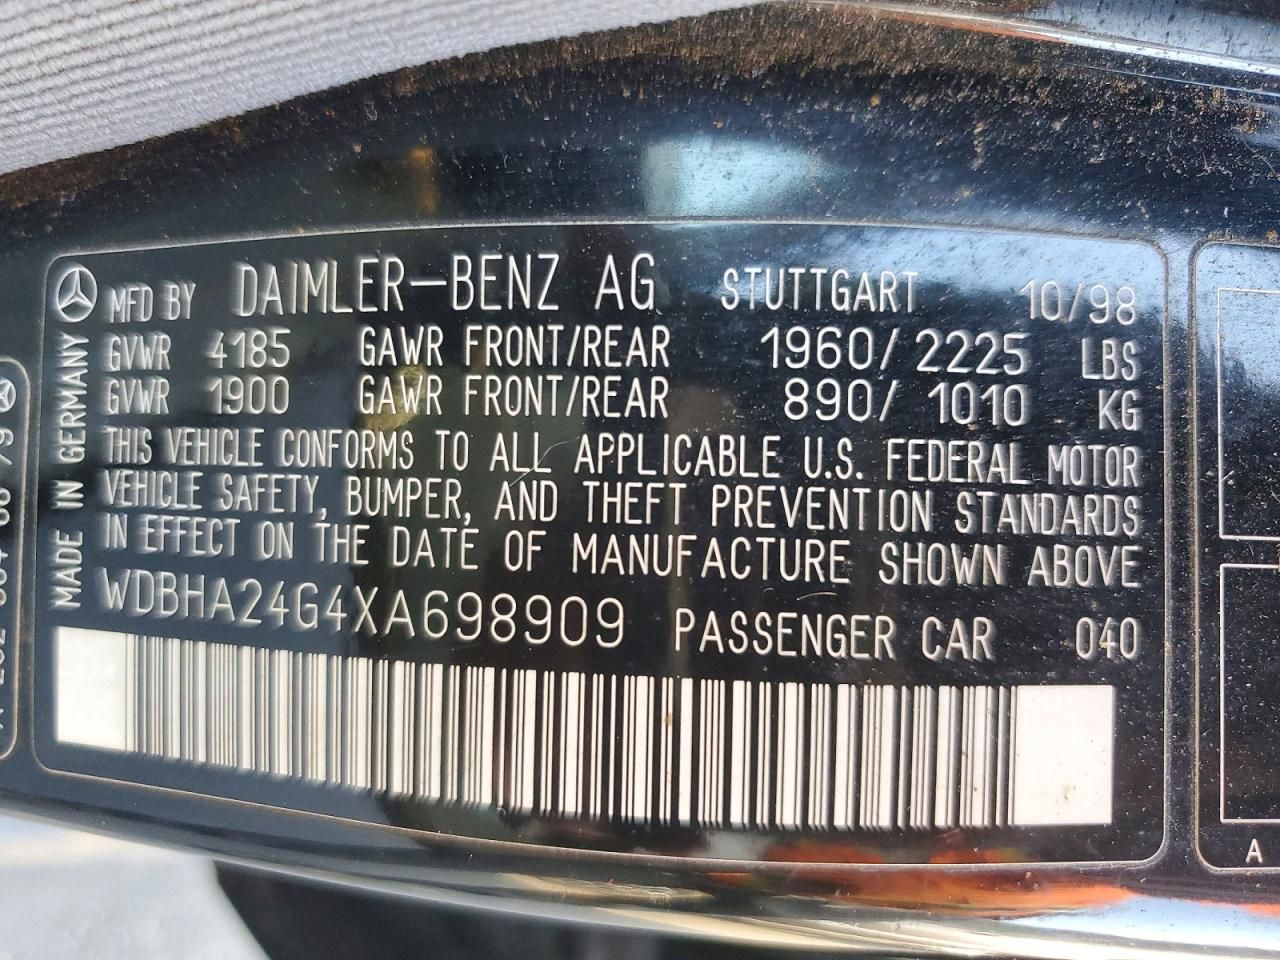 MFD BY DAIMLER-BENZ AG STUTTGART 10/98
GVWR 4185 GAWR FRONT/REAR 1960/2225 LBS
GVWR 1900 GAWR FRONT/REAR 890/1010 KG
THIS VEHICLE CONFORMS TO ALL APPLICABLE U.S. FEDERAL MOTOR
VEHICLE SAFETY, BUMPER, AND THEFT PREVENTION STANDARDS
IN EFFECT ON THE DATE OF MANUFACTURE SHOWN ABOVE
WDBHA24G4XA698909 PASSENGER CAR 040
MADE IN GERMANY
A